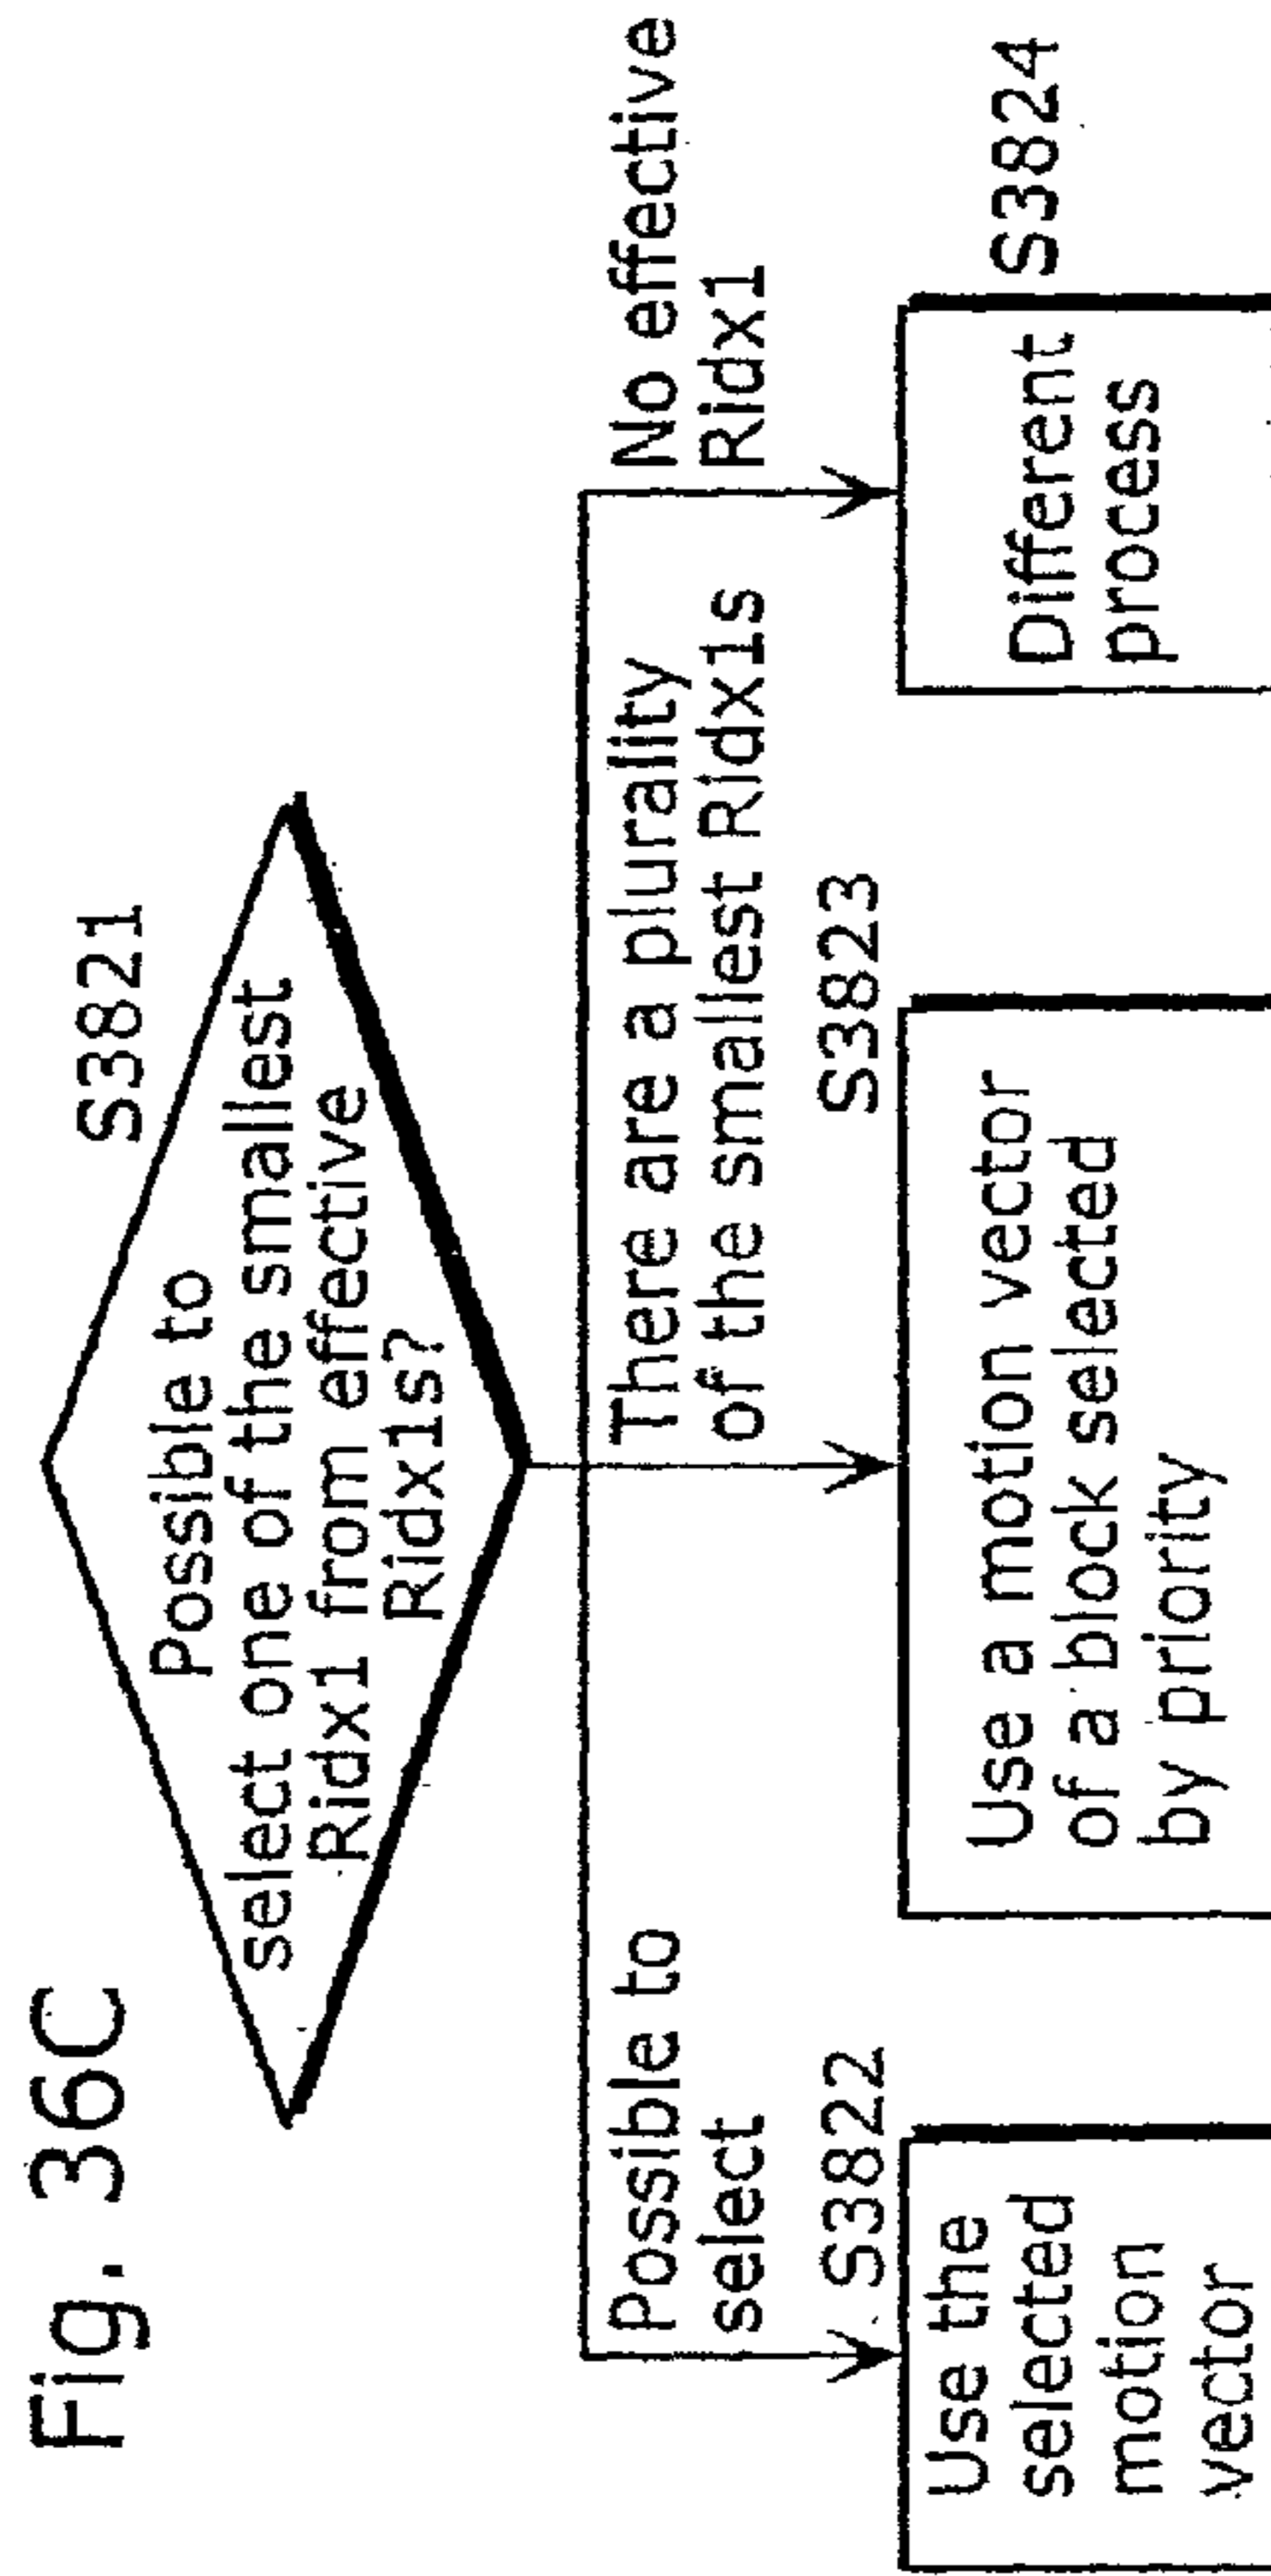 Fig. 36C
S3821
Possible to
select one of the smallest
Ridx1 from effective
Ridx1s?
Possible to
select
There are a plurality
of the smallest Ridx1s
No effective
Ridx1
S3822
Use the
selected
motion
vector
S3823
Use a motion vector
of a block selected
by priority
S3824
Different
process